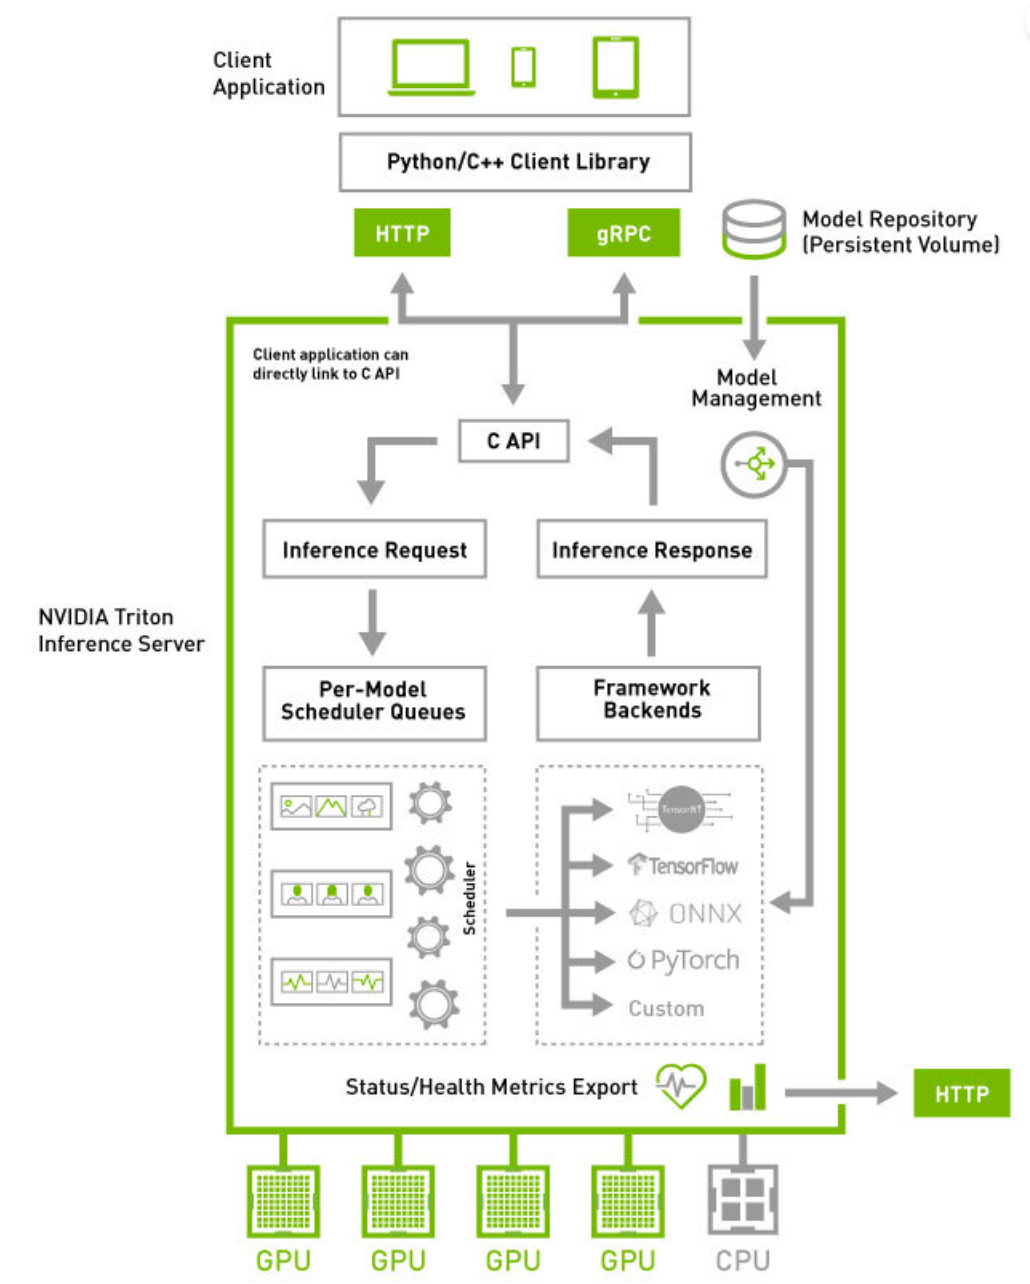 Client
Application
Python/C++ Client Library
HTTP
gRPC
Model Repository
(Persistent Volume)
Client application can
directly link to C API
Model
Management
C API
Inference Request
Inference Response
NVIDIA Triton
Inference Server
Per-Model
Scheduler Queues
Framework
Backends
Scheduler
TensorRT
TensorFlow
ONNX
PyTorch
Custom
Status/Health Metrics Export
HTTP
GPU
GPU
GPU
GPU
CPU